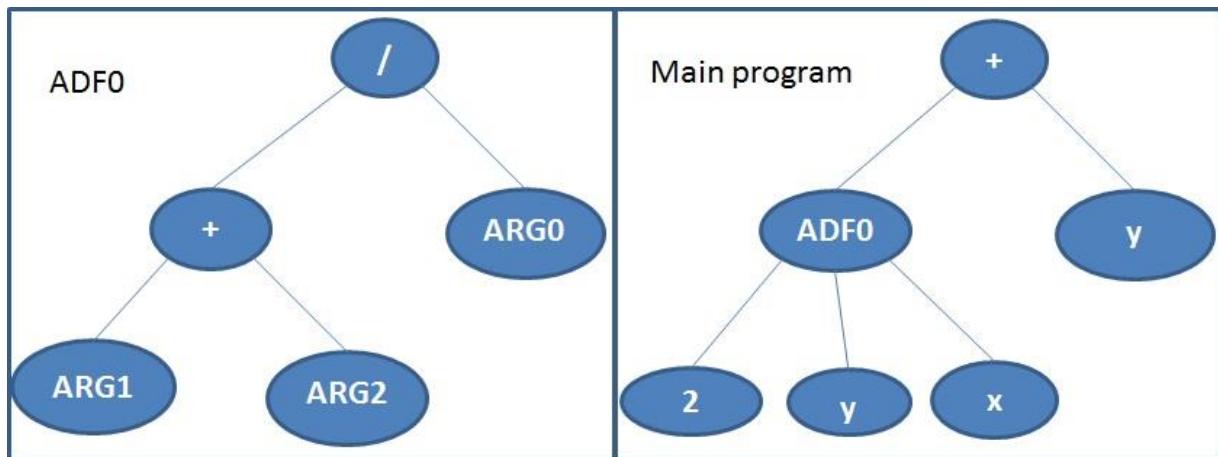 ADF0
/
+
ARG0
ARG1
ARG2
Main program
+
ADF0
y
2
y
x